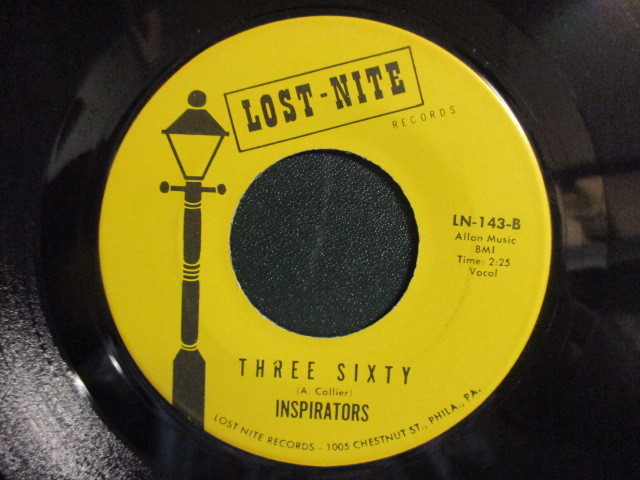 LOST-NITE
RECORDS
LN-143-B
Allan Music
BMI
Time: 2:25
Vocal
THREE SIXTY
(A. Collier)
INSPIRATORS
LOST NITE RECORDS - 1005 CHESTNUT ST., PHILA., PA.